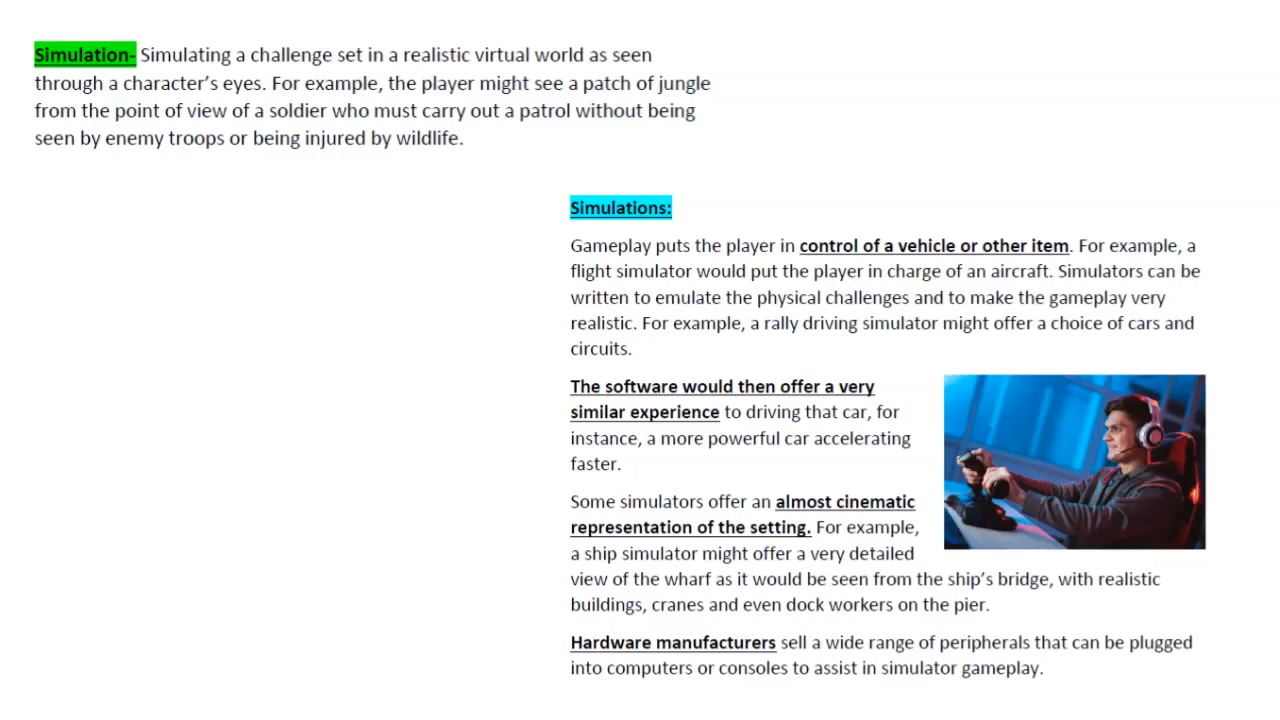 Simulation- Simulating a challenge set in a realistic virtual world as seen
through a character’s eyes. For example, the player might see a patch of jungle
from the point of view of a soldier who must carry out a patrol without being
seen by enemy troops or being injured by wildlife.
Simulations:
Gameplay puts the player in control of a vehicle or other item. For example, a
flight simulator would put the player in charge of an aircraft. Simulators can be
written to emulate the physical challenges and to make the gameplay very
realistic. For example, a rally driving simulator might offer a choice of cars and
circuits.
The software would then offer a very
similar experience to driving that car, for
instance, a more powerful car accelerating
faster.
Some simulators offer an almost cinematic
representation of the setting. For example,
a ship simulator might offer a very detailed
view of the wharf as it would be seen from the ship’s bridge, with realistic
buildings, cranes and even dock workers on the pier.
Hardware manufacturers sell a wide range of peripherals that can be plugged
into computers or consoles to assist in simulator gameplay.